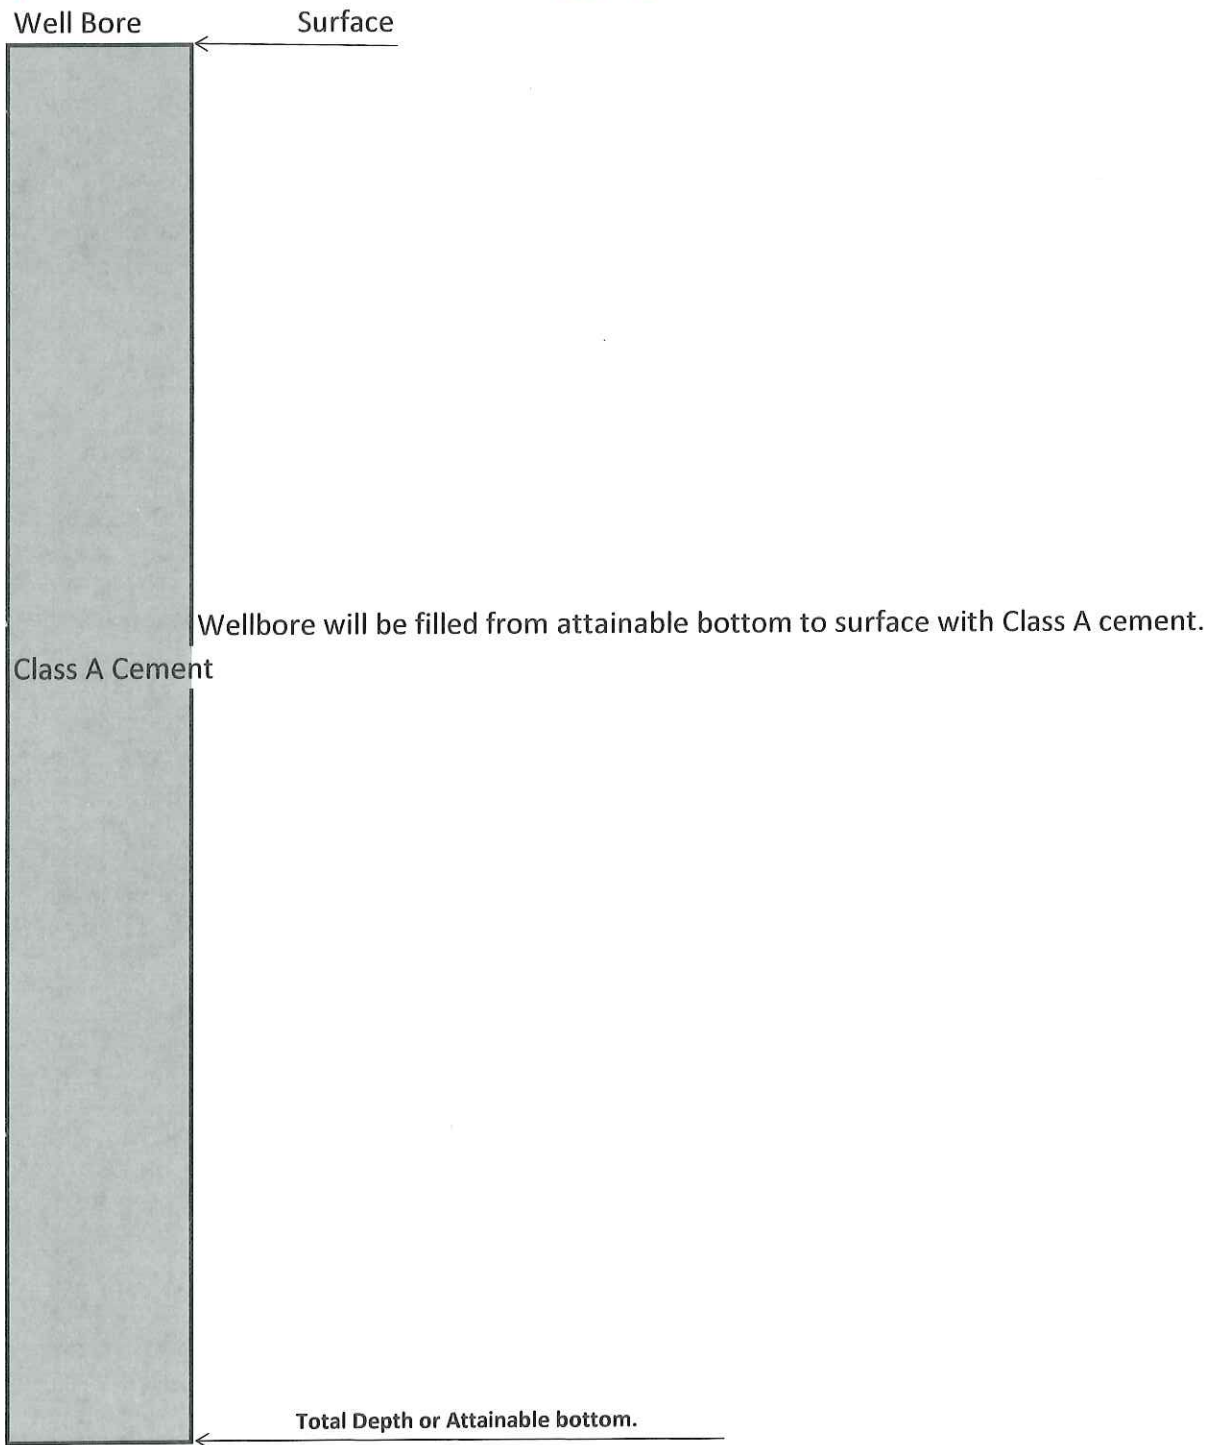 Well Bore
Surface
Wellbore will be filled from attainable bottom to surface with Class A cement.
Class A Cement
Total Depth or Attainable bottom.